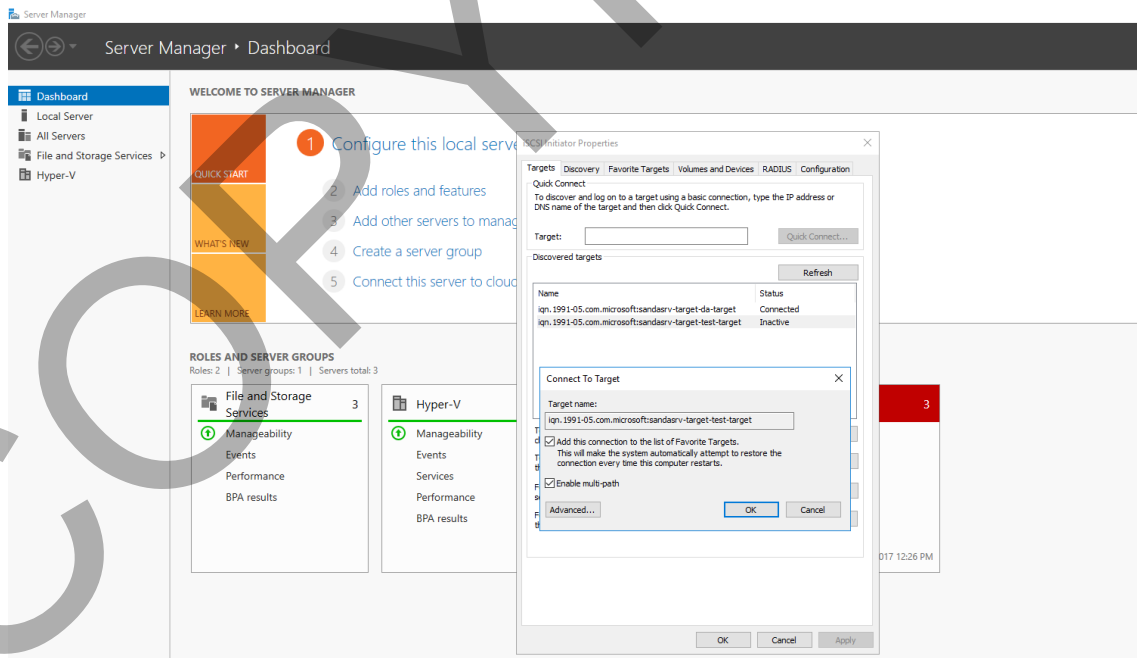 Server Manager
Server Manager • Dashboard
Dashboard
Local Server
All Servers
File and Storage Services
Hyper-V
WELCOME TO SERVER MANAGER
QUICK START
WHAT'S NEW
LEARN MORE
1 Configure this local serve
2 Add roles and features
3 Add other servers to manag
4 Create a server group
5 Connect this server to cloud
ROLES AND SERVER GROUPS
Roles: 2 | Server groups: 1 | Servers total: 3
File and Storage
Services 3
Manageability
Events
Performance
BPA results
Hyper-V
Manageability
Events
Services
Performance
BPA results
3
017 12:26 PM
iSCSI Initiator Properties
Targets Discovery Favorite Targets Volumes and Devices RADIUS Configuration
Quick Connect
To discover and log on to a target using a basic connection, type the IP address or
DNS name of the target and then click Quick Connect.
Target: Quick Connect...
Discovered targets
Refresh
Name Status
iqn.1991-05.com.microsoft:sandasrv-target-da-target Connected
iqn.1991-05.com.microsoft:sandasrv-target-test-target Inactive
Connect To Target
Target name:
iqn.1991-05.com.microsoft:sandasrv-target-test-target
Add this connection to the list of Favorite Targets.
This will make the system automatically attempt to restore the
connection every time this computer restarts.
Enable multi-path
Advanced... OK Cancel
OK Cancel Apply